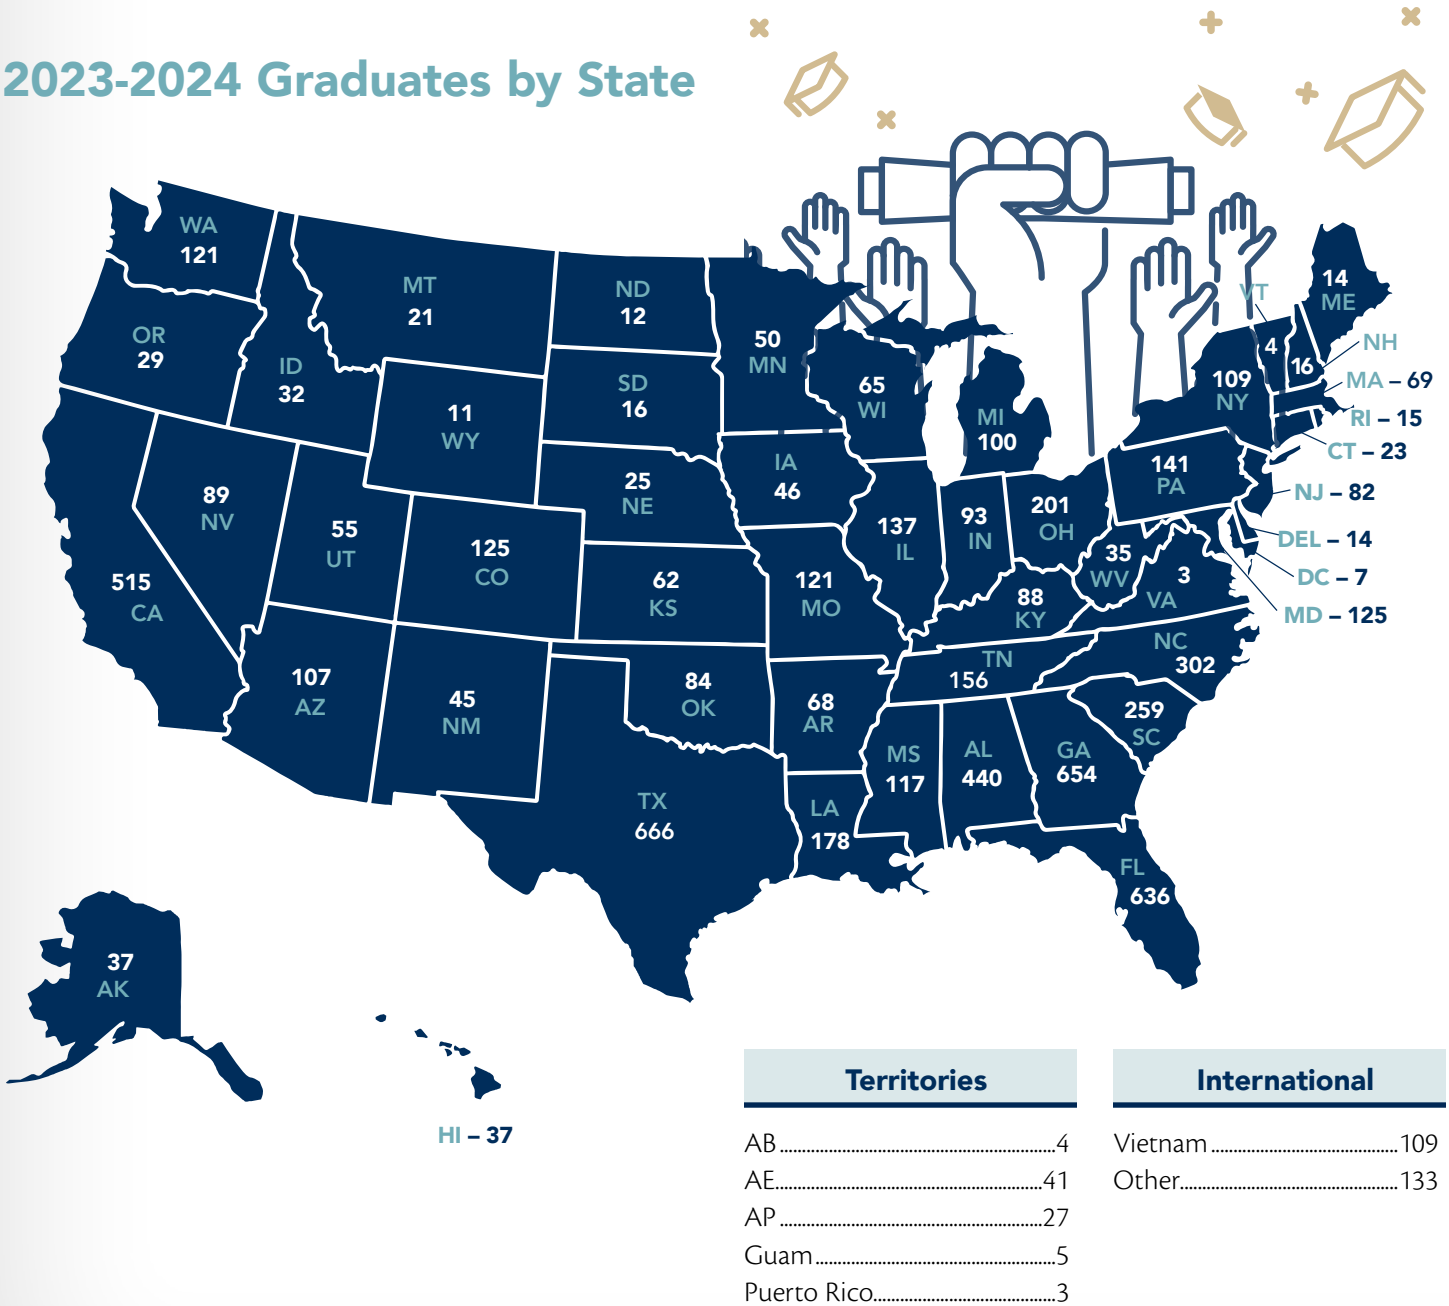 2023-2024 Graduates by State
WA
121
MT
21
ND
12
OR
29
ID
32
11
WY
SD
16
50
MN
65
WI
MI
100
14
ME
VT
4
16
NH
109
NY
MA – 69
RI – 15
CT – 23
NJ – 82
DEL – 14
DC – 7
MD – 125
141
PA
89
NV
55
UT
125
CO
25
NE
IA
46
137
IL
93
IN
201
OH
35
WV
3
VA
515
CA
62
KS
121
MO
88
KY
NC
302
TN
156
107
AZ
45
NM
84
OK
68
AR
259
SC
MS
117
AL
440
GA
654
TX
666
LA
178
FL
636
37
AK
HI – 37
Territories
AB 4
AE 41
AP 27
Guam 5
Puerto Rico 3
International
Vietnam 109
Other 133